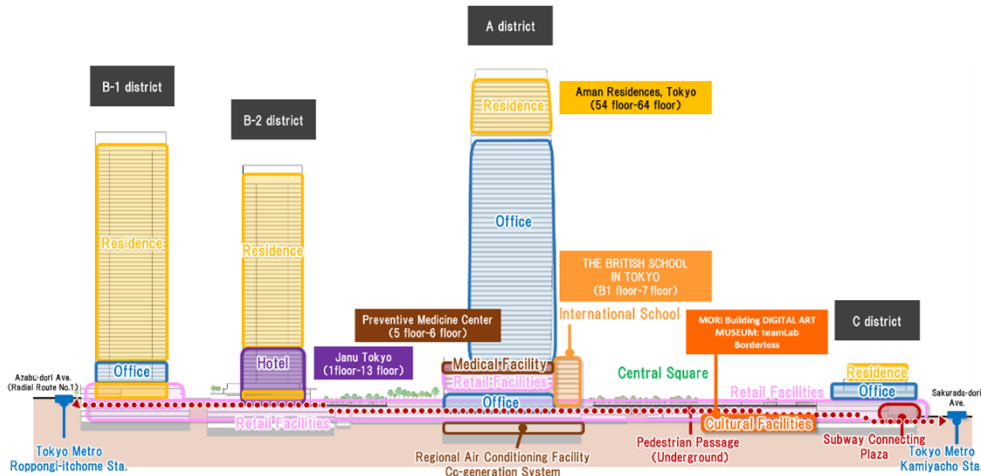 A district
B-1 district
B-2 district
Residence
Aman Residences, Tokyo
(54 floor-64 floor)
Residence
Residence
Office
THE BRITISH SCHOOL
IN TOKYO
(B1 floor-7 floor)
International School
Preventive Medicine Center
(5 floor-6 floor)
MORI Building DIGITAL ART
MUSEUM: teamLab
Borderless
C district
Janu Tokyo
(1floor-13 floor)
Hotel
Office
Medical Facility
Retail Facilities
Office
Central Square
Retail Facilities
Residence
Office
Azabu-dori Ave.
(Radial Route No.1)
Sakurada-dori
Ave.
Retail Facilities
Cultural Facilities
Tokyo Metro
Roppongi-itchome Sta.
Regional Air Conditioning Facility
Co-generation System
Pedestrian Passage
(Underground)
Subway Connecting
Plaza
Tokyo Metro
Kamiyacho Sta.